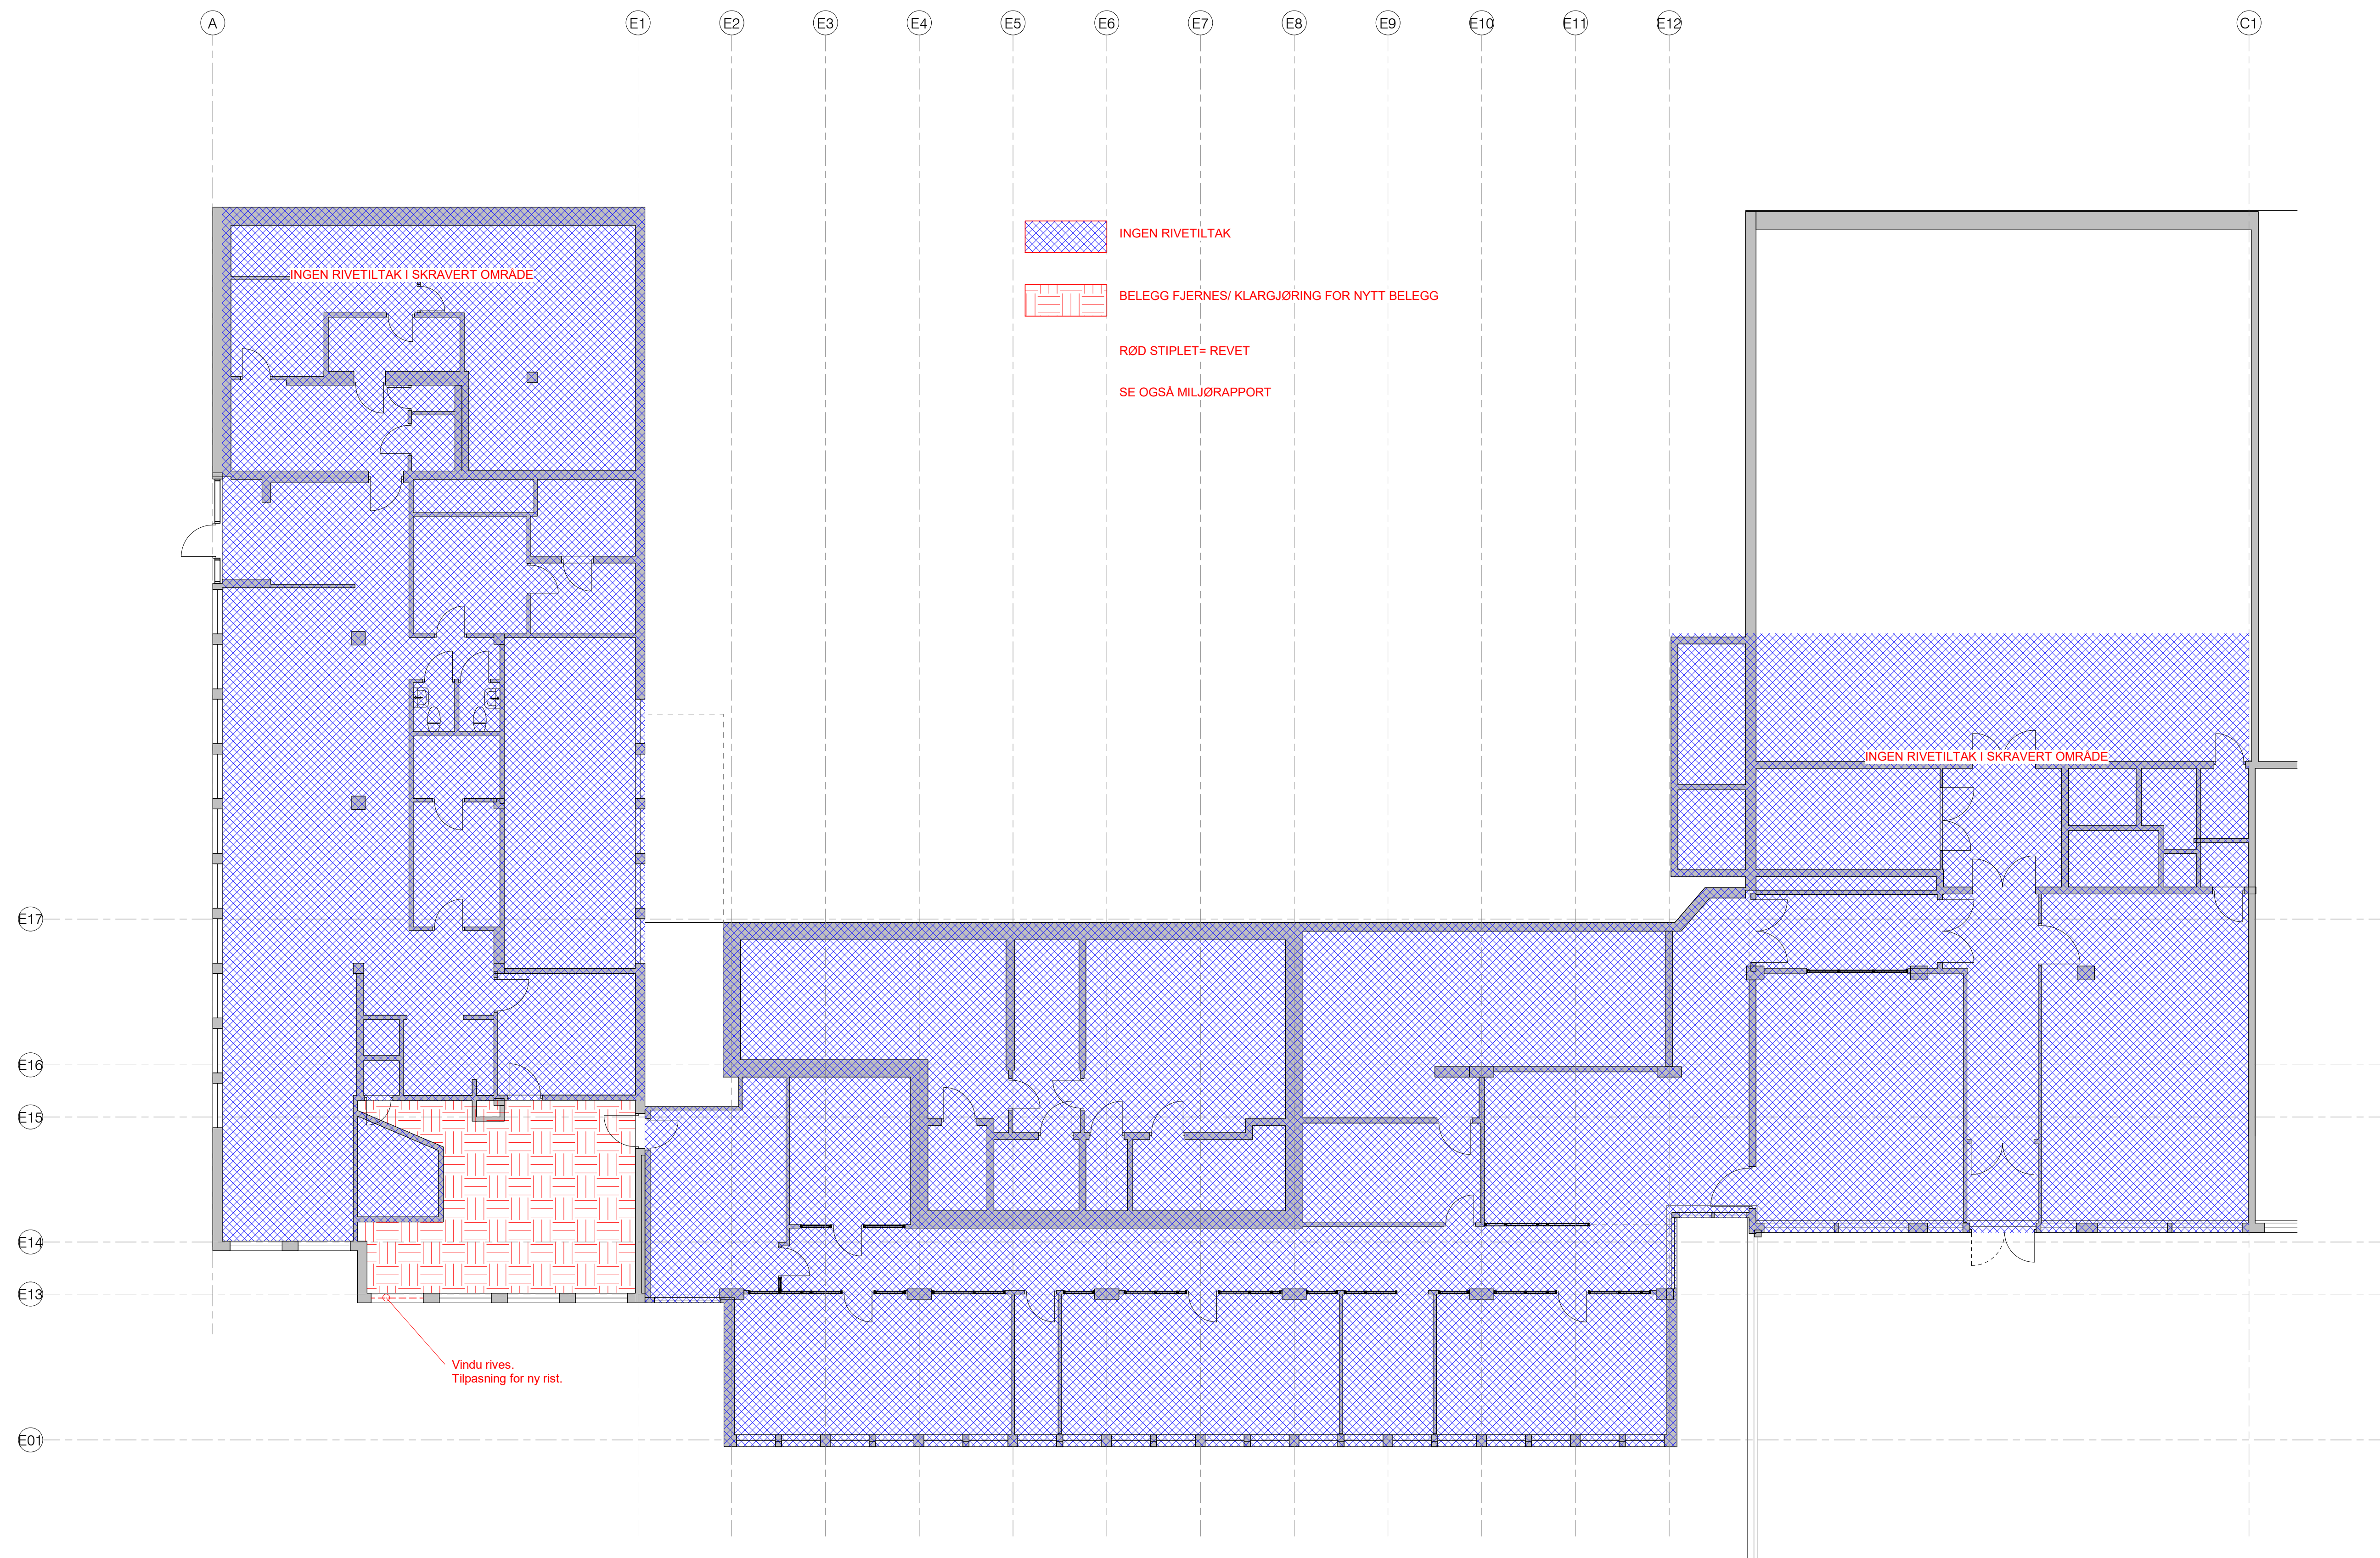 A
E1
E2
E3
E4
E5
E6
E7
E8
E9
E10
E11
E12
C1
INGEN RIVETILTAK
INGEN RIVETILTAK I SKRAVERT OMRÅDE
BELEGG FJERNES/ KLARGJØRING FOR NYTT BELEGG
RØD STIPLET= REVET
SE OGSÅ MILJØRAPPORT
INGEN RIVETILTAK I SKRAVERT OMRÅDE
E17
E16
E15
E14
E13
Vindu rives.
Tilpasning for ny rist.
E01